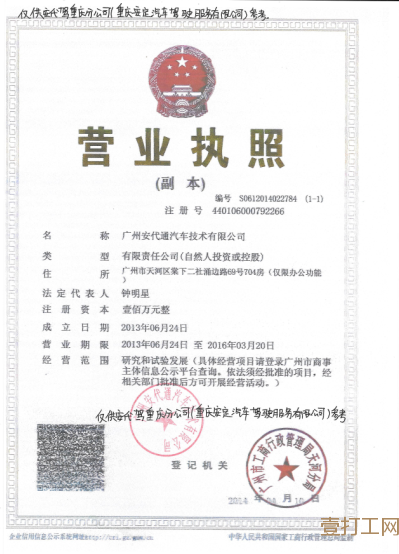 仅供安代驾重庆分公司(重庆安定汽车驾驶服务有限公司)参考.
营业执照
(副 本)
编号 S0612014022784 (1-1)
注册号 440106000792266
名称 广州安代通汽车技术有限公司
类型 有限责任公司(自然人投资或控股)
住所 广州市天河区棠下二社涌边路69号704房(仅限办公功能
)
法定代表人 钟明星
注册资本 壹佰万元整
成立日期 2013年06月24日
营业期限 2013年06月24日 至 2016年03月20日
经营范围 研究和试验发展(具体经营项目请登录广州市商事
主体信息公示平台查询。依法须经批准的项目,经
相关部门批准后方可开展经营活动。)
仅供安代驾重庆分公司(重庆安定汽车驾驶服务有限公司)参考
广州安代通汽车技术有限公司
登记机关
广州市工商行政管理局天河分局
2014 年 04 月 10 日
企业信用信息公示系统网址:
中华人民共和国国家工商行政管理总局监制
壹打工网